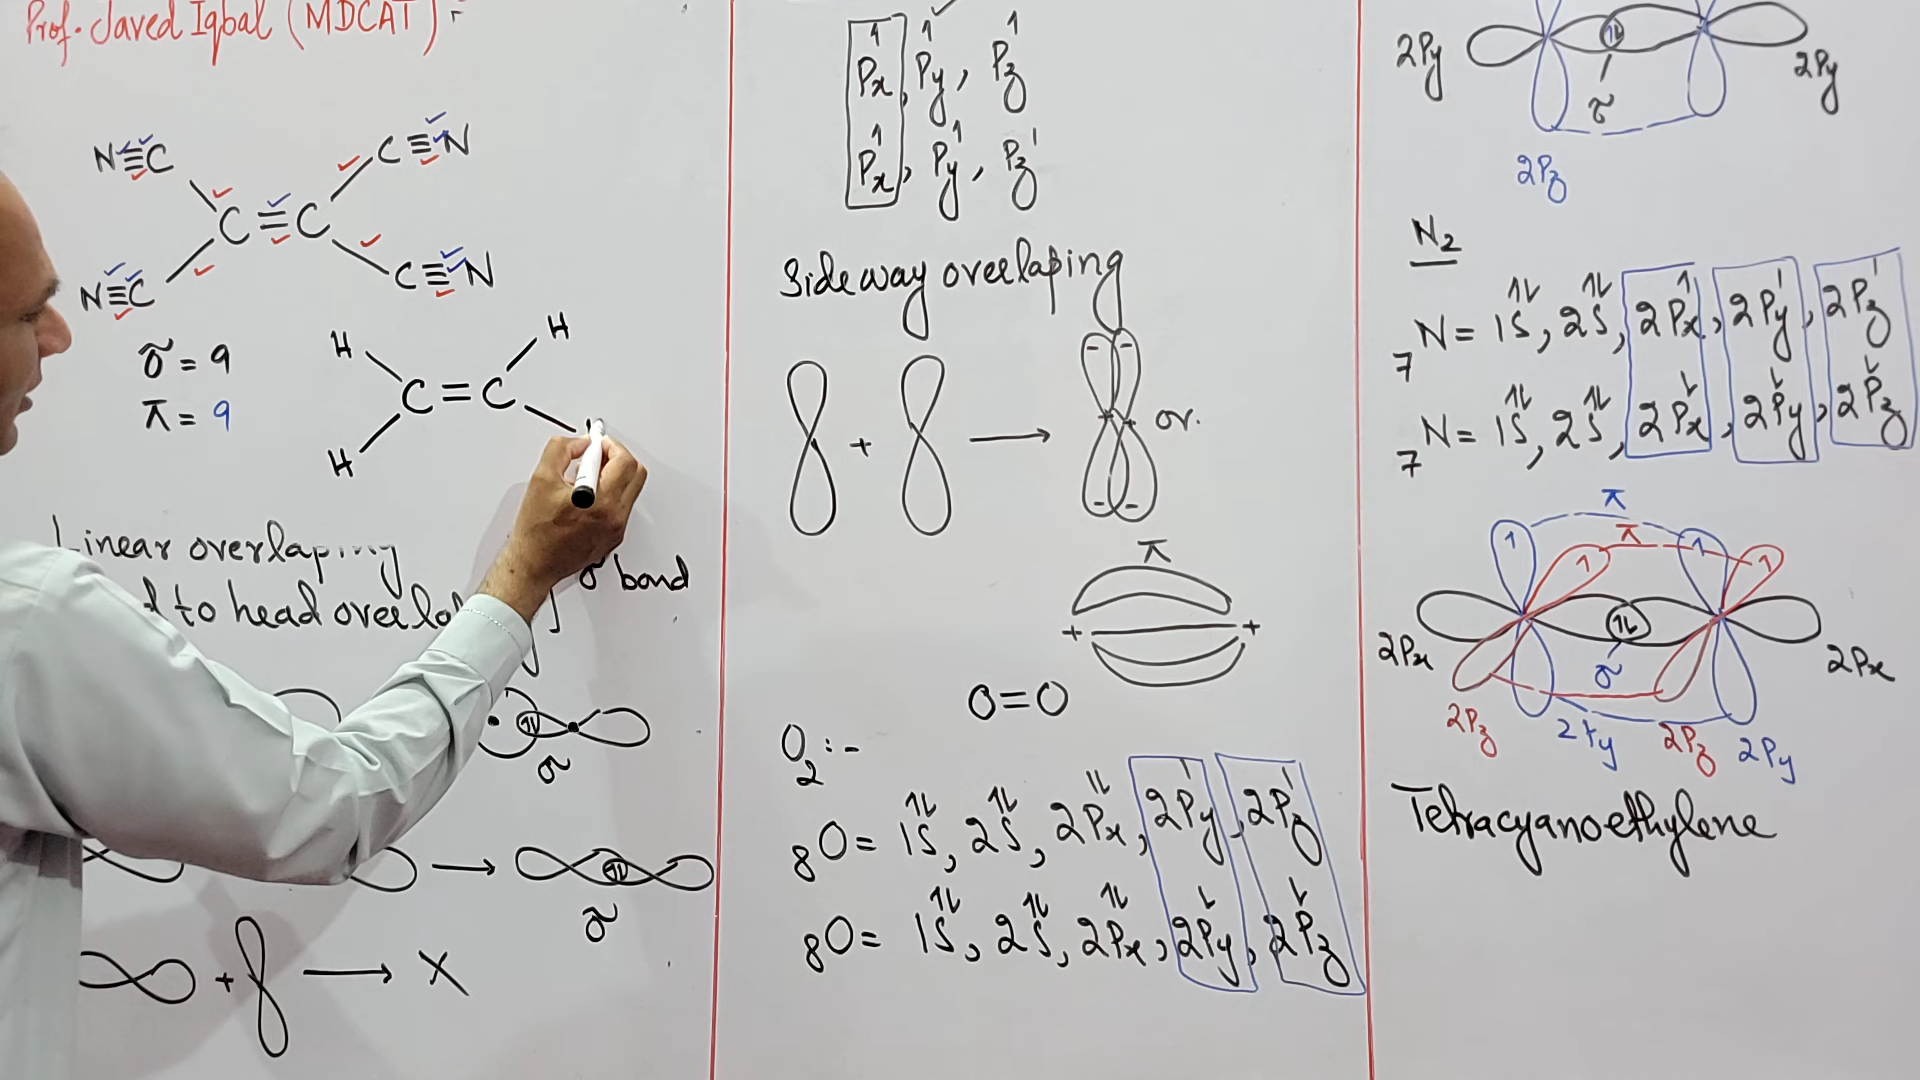 Prof. Javed Iqbal (MDCAT)
N≡C
C≡N
C=C
N≡C
C≡N
σ = 9
π = 9
H
H
C=C
H
Linear overlaping
to head overlaping
σ bond
σ
σ
+ → X
Px, Py, Pz
Px, Py, Pz
Sideway overlaping
+ → or.
π
+ +
O=O
O2:-
8O= 1S, 2S, 2Px, 2Py, 2Pz
8O= 1S, 2S, 2Px, 2Py, 2Pz
2Py
2Py
σ
2Pz
N2
7N= 1S, 2S, 2Px, 2Py, 2Pz
7N= 1S, 2S, 2Px, 2Py, 2Pz
π
π
2Px
σ
2Px
2Pz
2Py
2Pz
2Py
Tetracyanoethylene